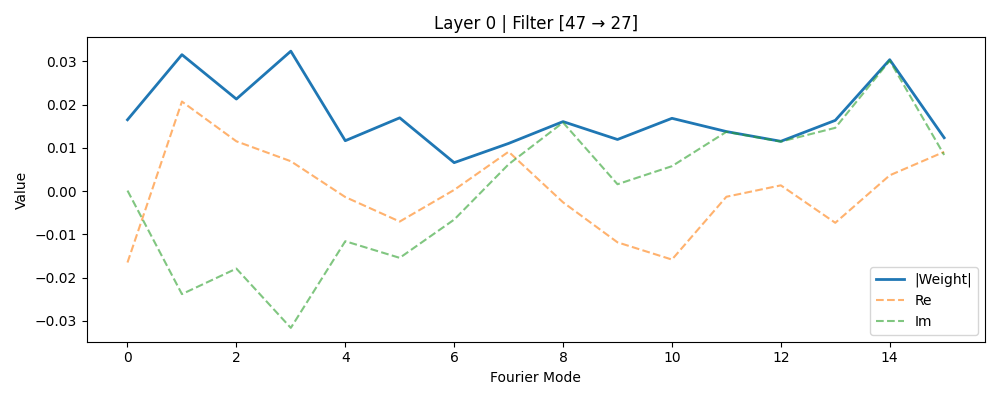 Layer 0 | Filter [47 → 27]
Value
0.03
0.02
0.01
0.00
−0.01
−0.02
−0.03
|Weight|
Re
Im
0 2 4 6 8 10 12 14
Fourier Mode